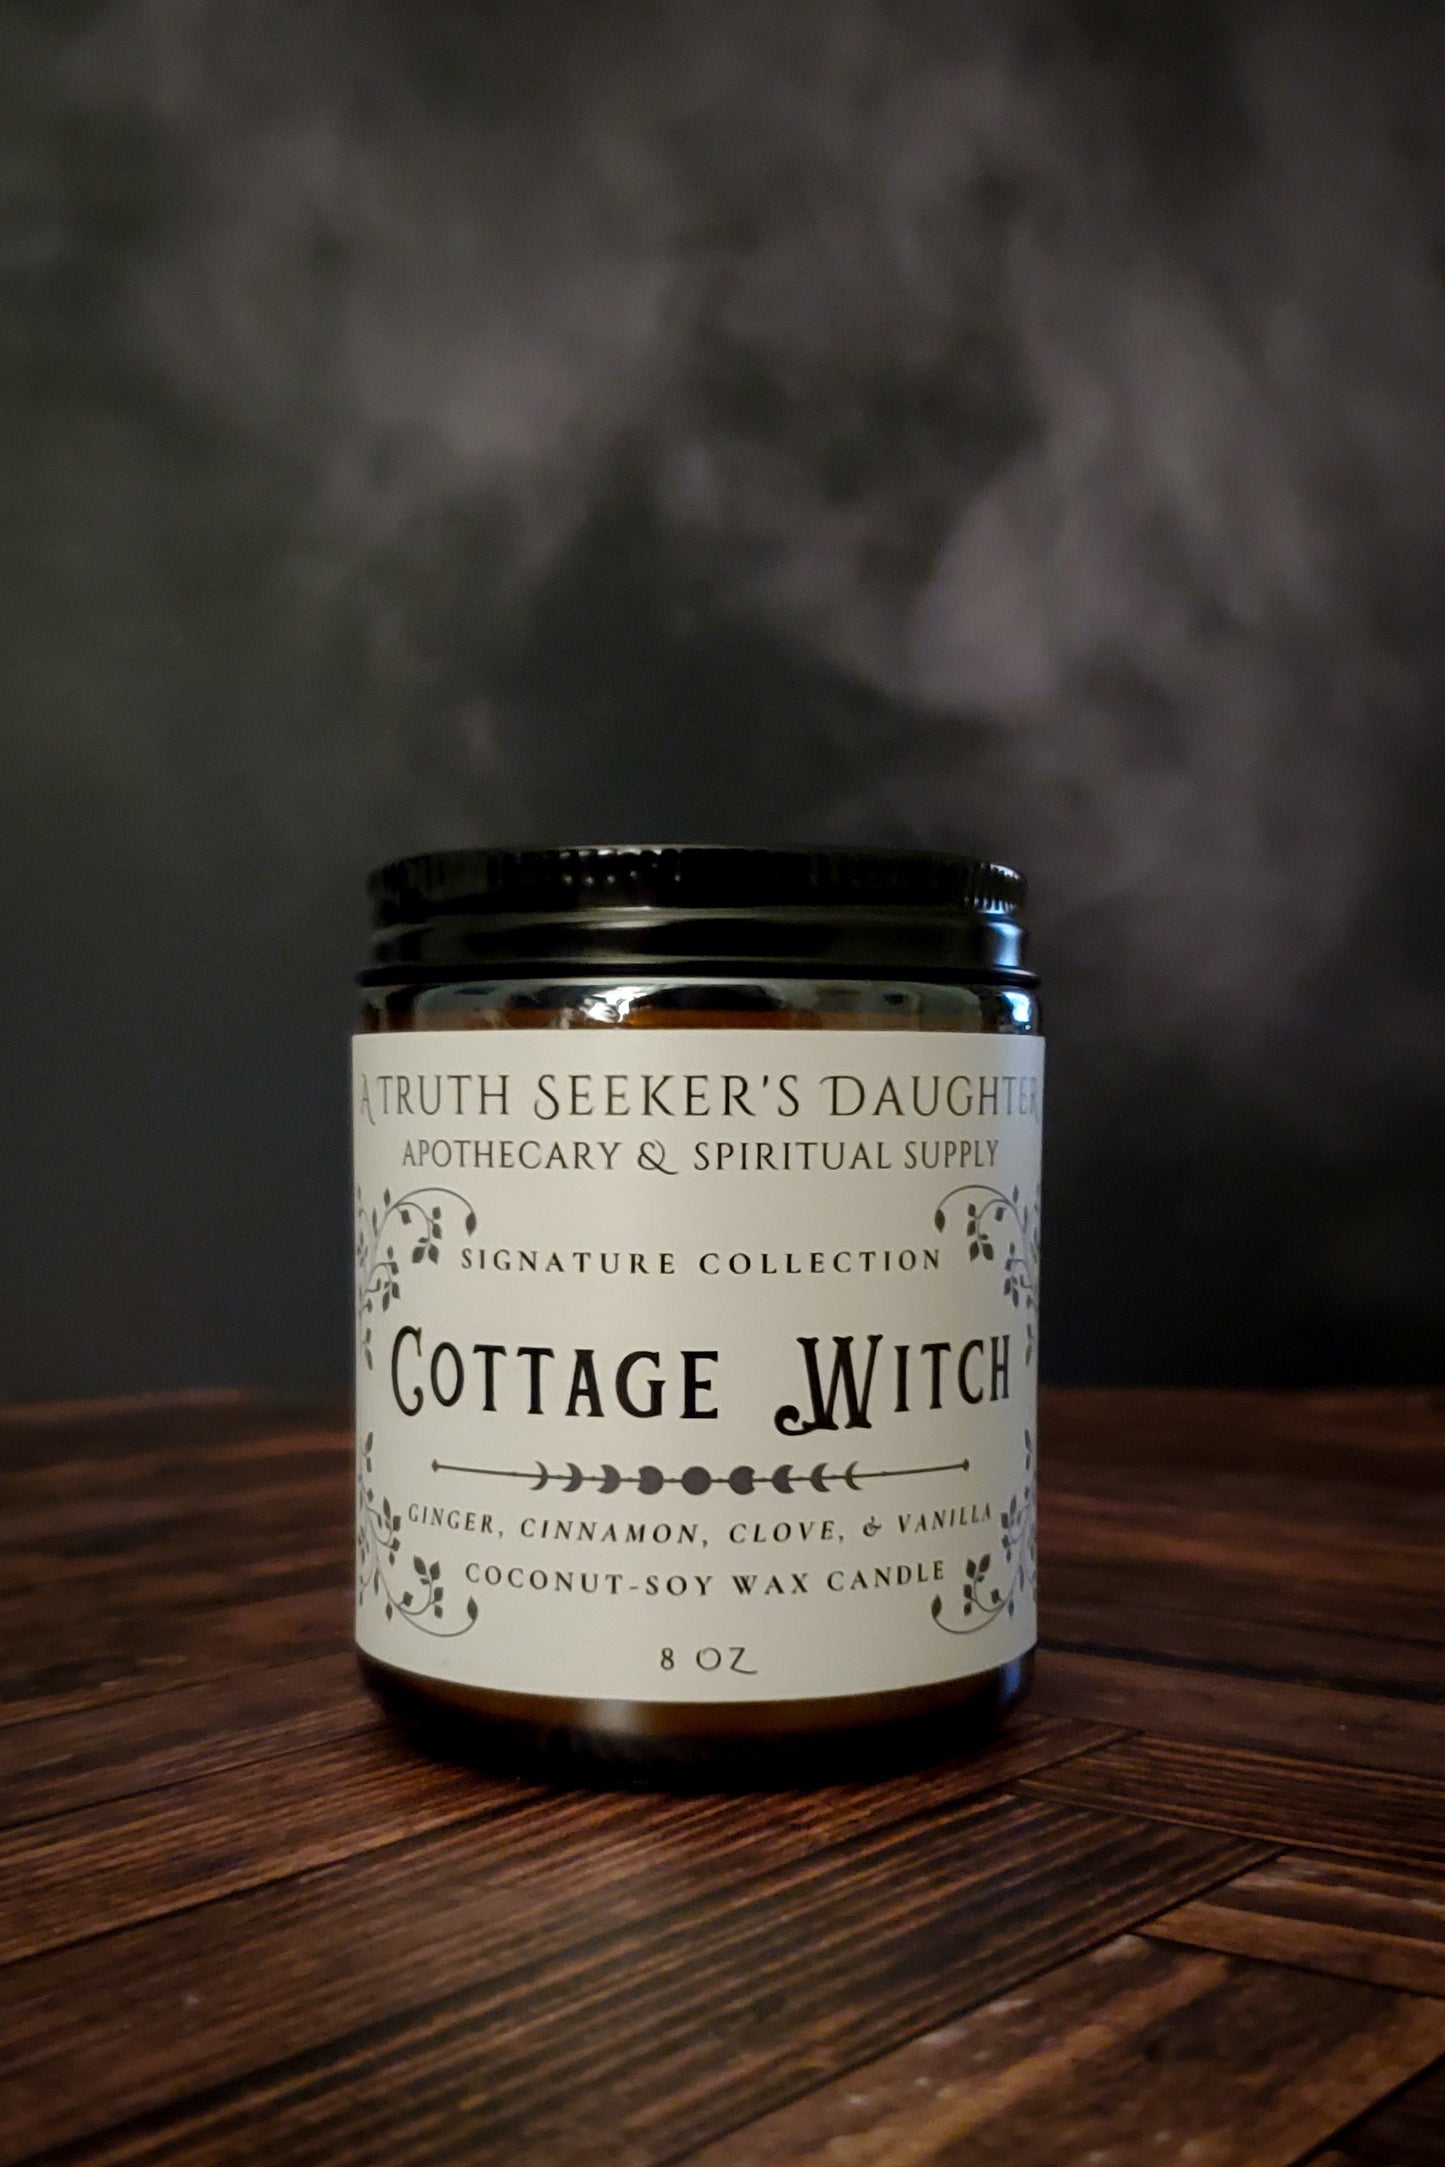 A TRUTH SEEKER'S DAUGHTER
APOTHECARY & SPIRITUAL SUPPLY
SIGNATURE COLLECTION
COTTAGE WITCH
GINGER, CINNAMON, CLOVE, & VANILLA
COCONUT-SOY WAX CANDLE
8 OZ